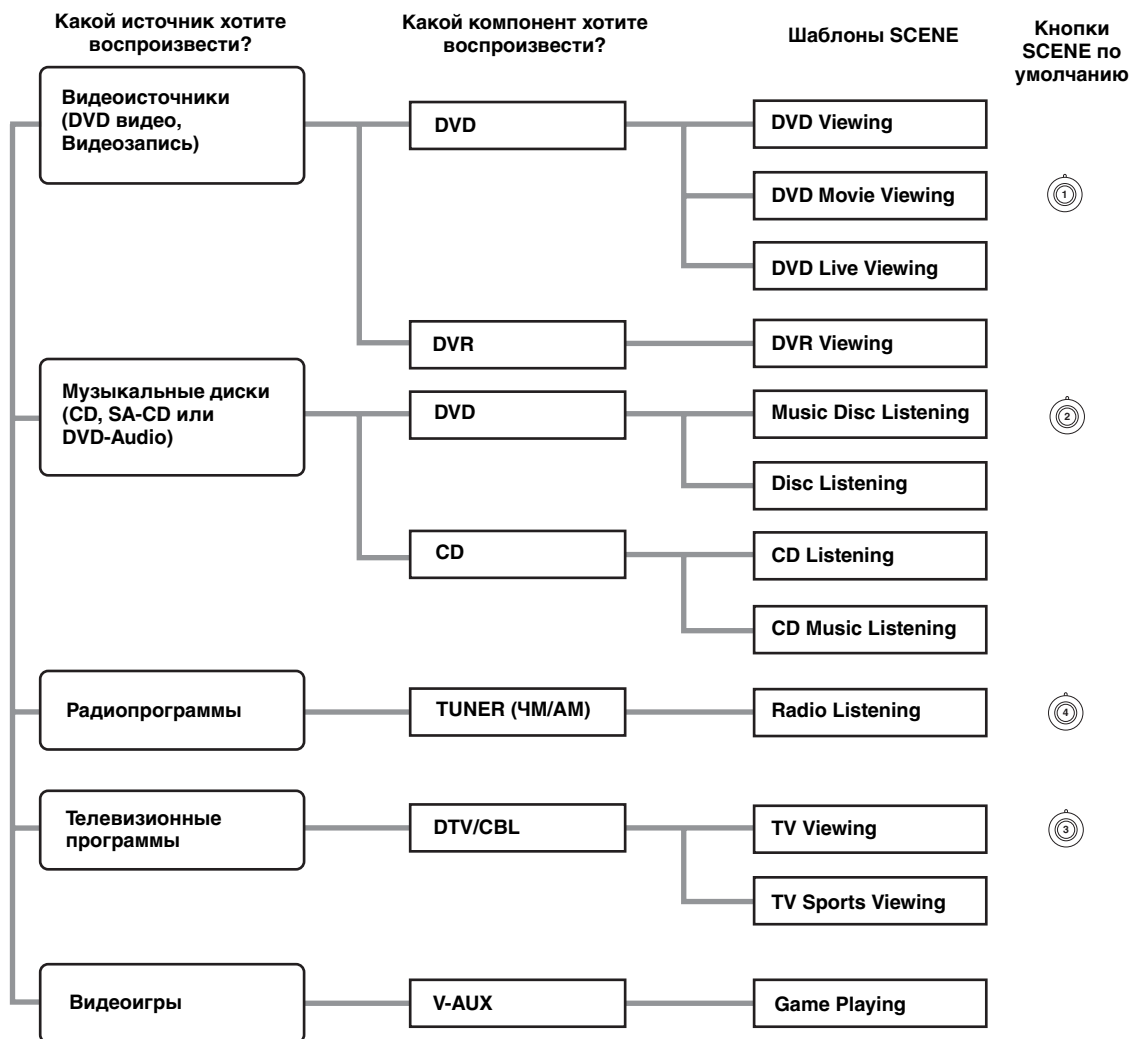 Какой источник хотите
воспроизвести?
Какой компонент хотите
воспроизвести?
Шаблоны SCENE
Кнопки
SCENE по
умолчанию
Видеоисточники
(DVD видео,
Видеозапись)
DVD
DVD Viewing
DVD Movie Viewing
1
DVD Live Viewing
DVR
DVR Viewing
Музыкальные диски
(CD, SA-CD или
DVD-Audio)
DVD
Music Disc Listening
2
Disc Listening
CD
CD Listening
CD Music Listening
Радиопрограммы
TUNER (ЧМ/AM)
Radio Listening
4
Телевизионные
программы
DTV/CBL
TV Viewing
3
TV Sports Viewing
Видеоигры
V-AUX
Game Playing